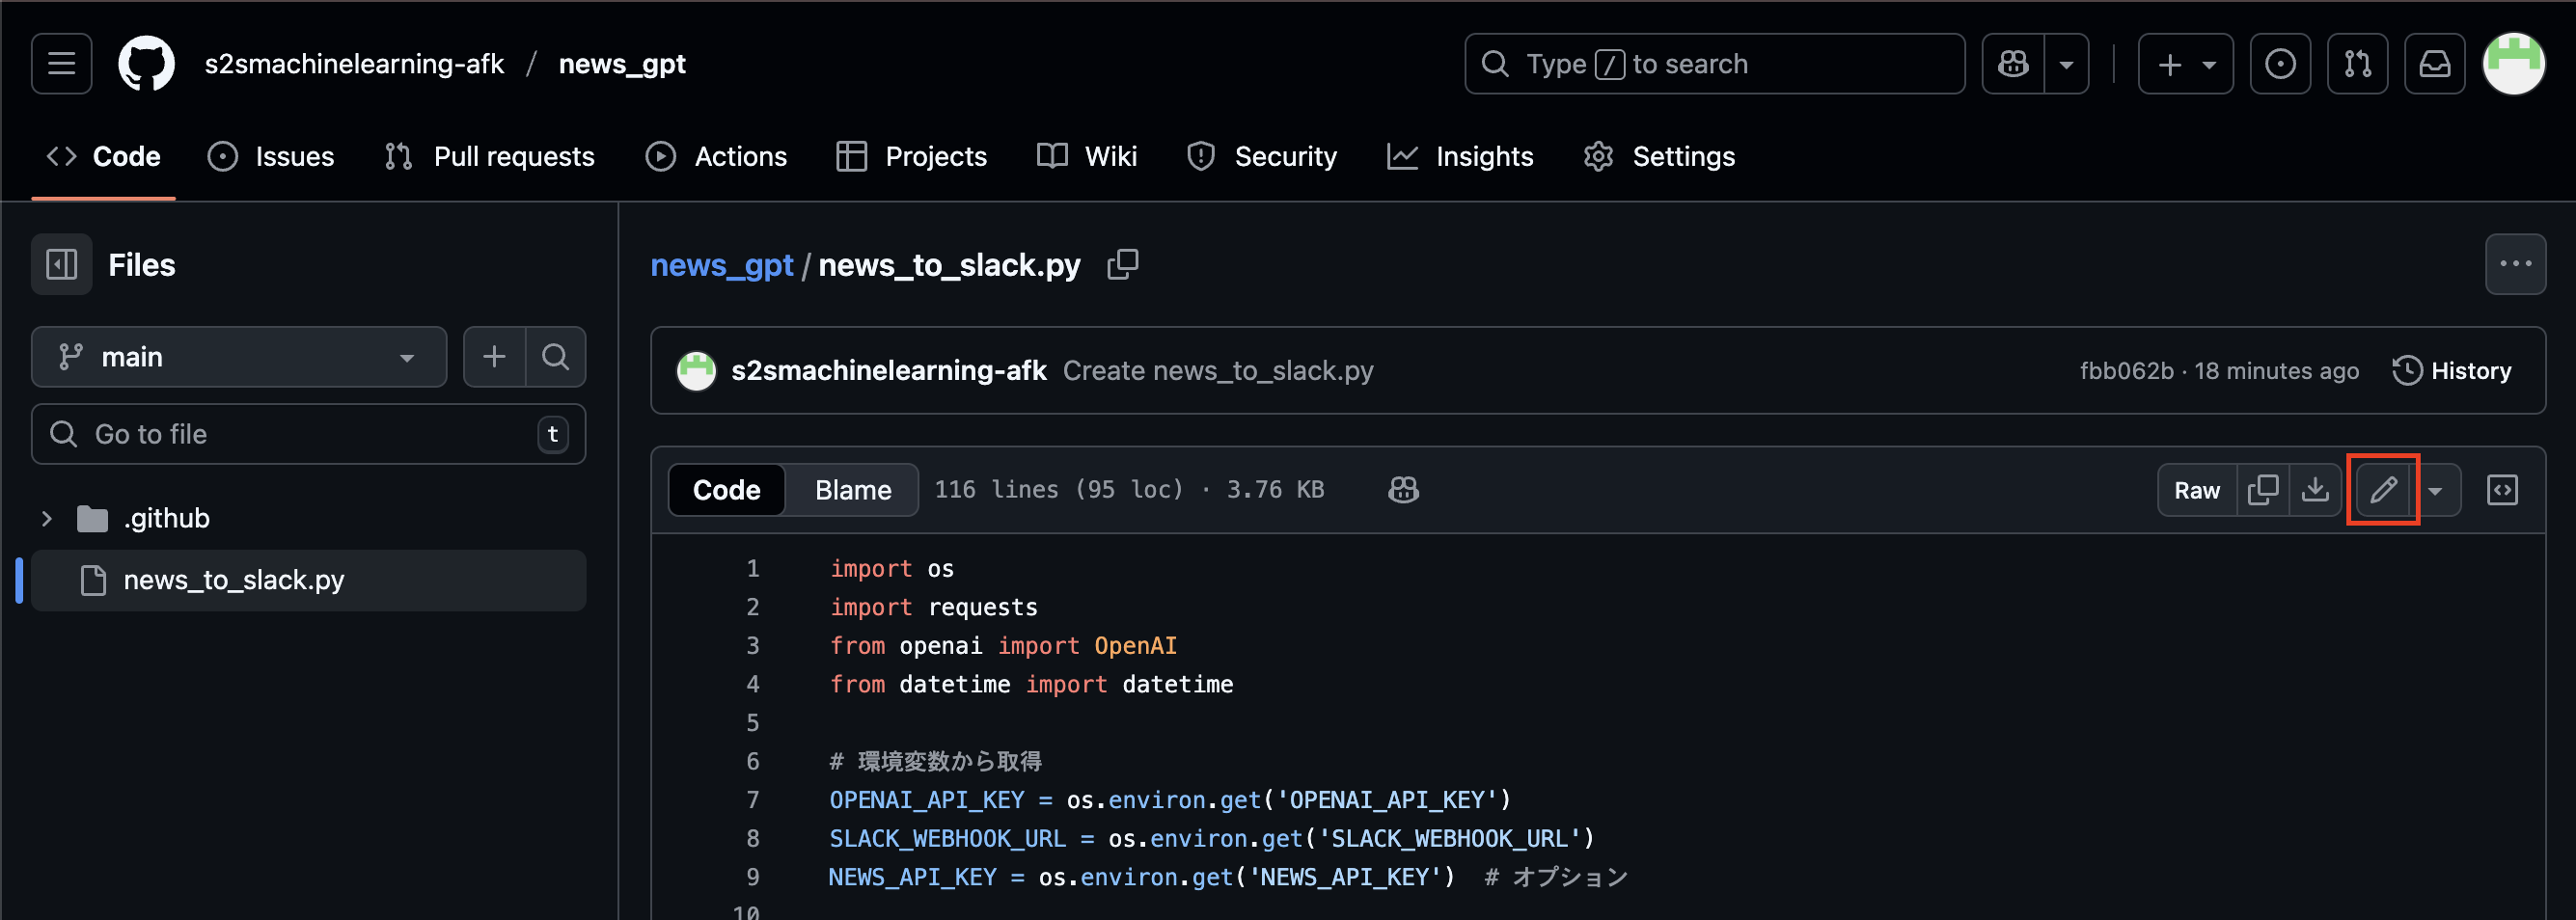 s2smachinelearning-afk / news_gpt
Type / to search
Code Issues Pull requests Actions Projects Wiki Security Insights Settings
Files
main
Go to file t
.github
news_to_slack.py
news_gpt / news_to_slack.py
s2smachinelearning-afk Create news_to_slack.py fbb062b · 18 minutes ago History
Code Blame 116 lines (95 loc) · 3.76 KB Raw
1 import os
2 import requests
3 from openai import OpenAI
4 from datetime import datetime
5
6 # 環境変数から取得
7 OPENAI_API_KEY = os.environ.get('OPENAI_API_KEY')
8 SLACK_WEBHOOK_URL = os.environ.get('SLACK_WEBHOOK_URL')
9 NEWS_API_KEY = os.environ.get('NEWS_API_KEY') # オプション
10